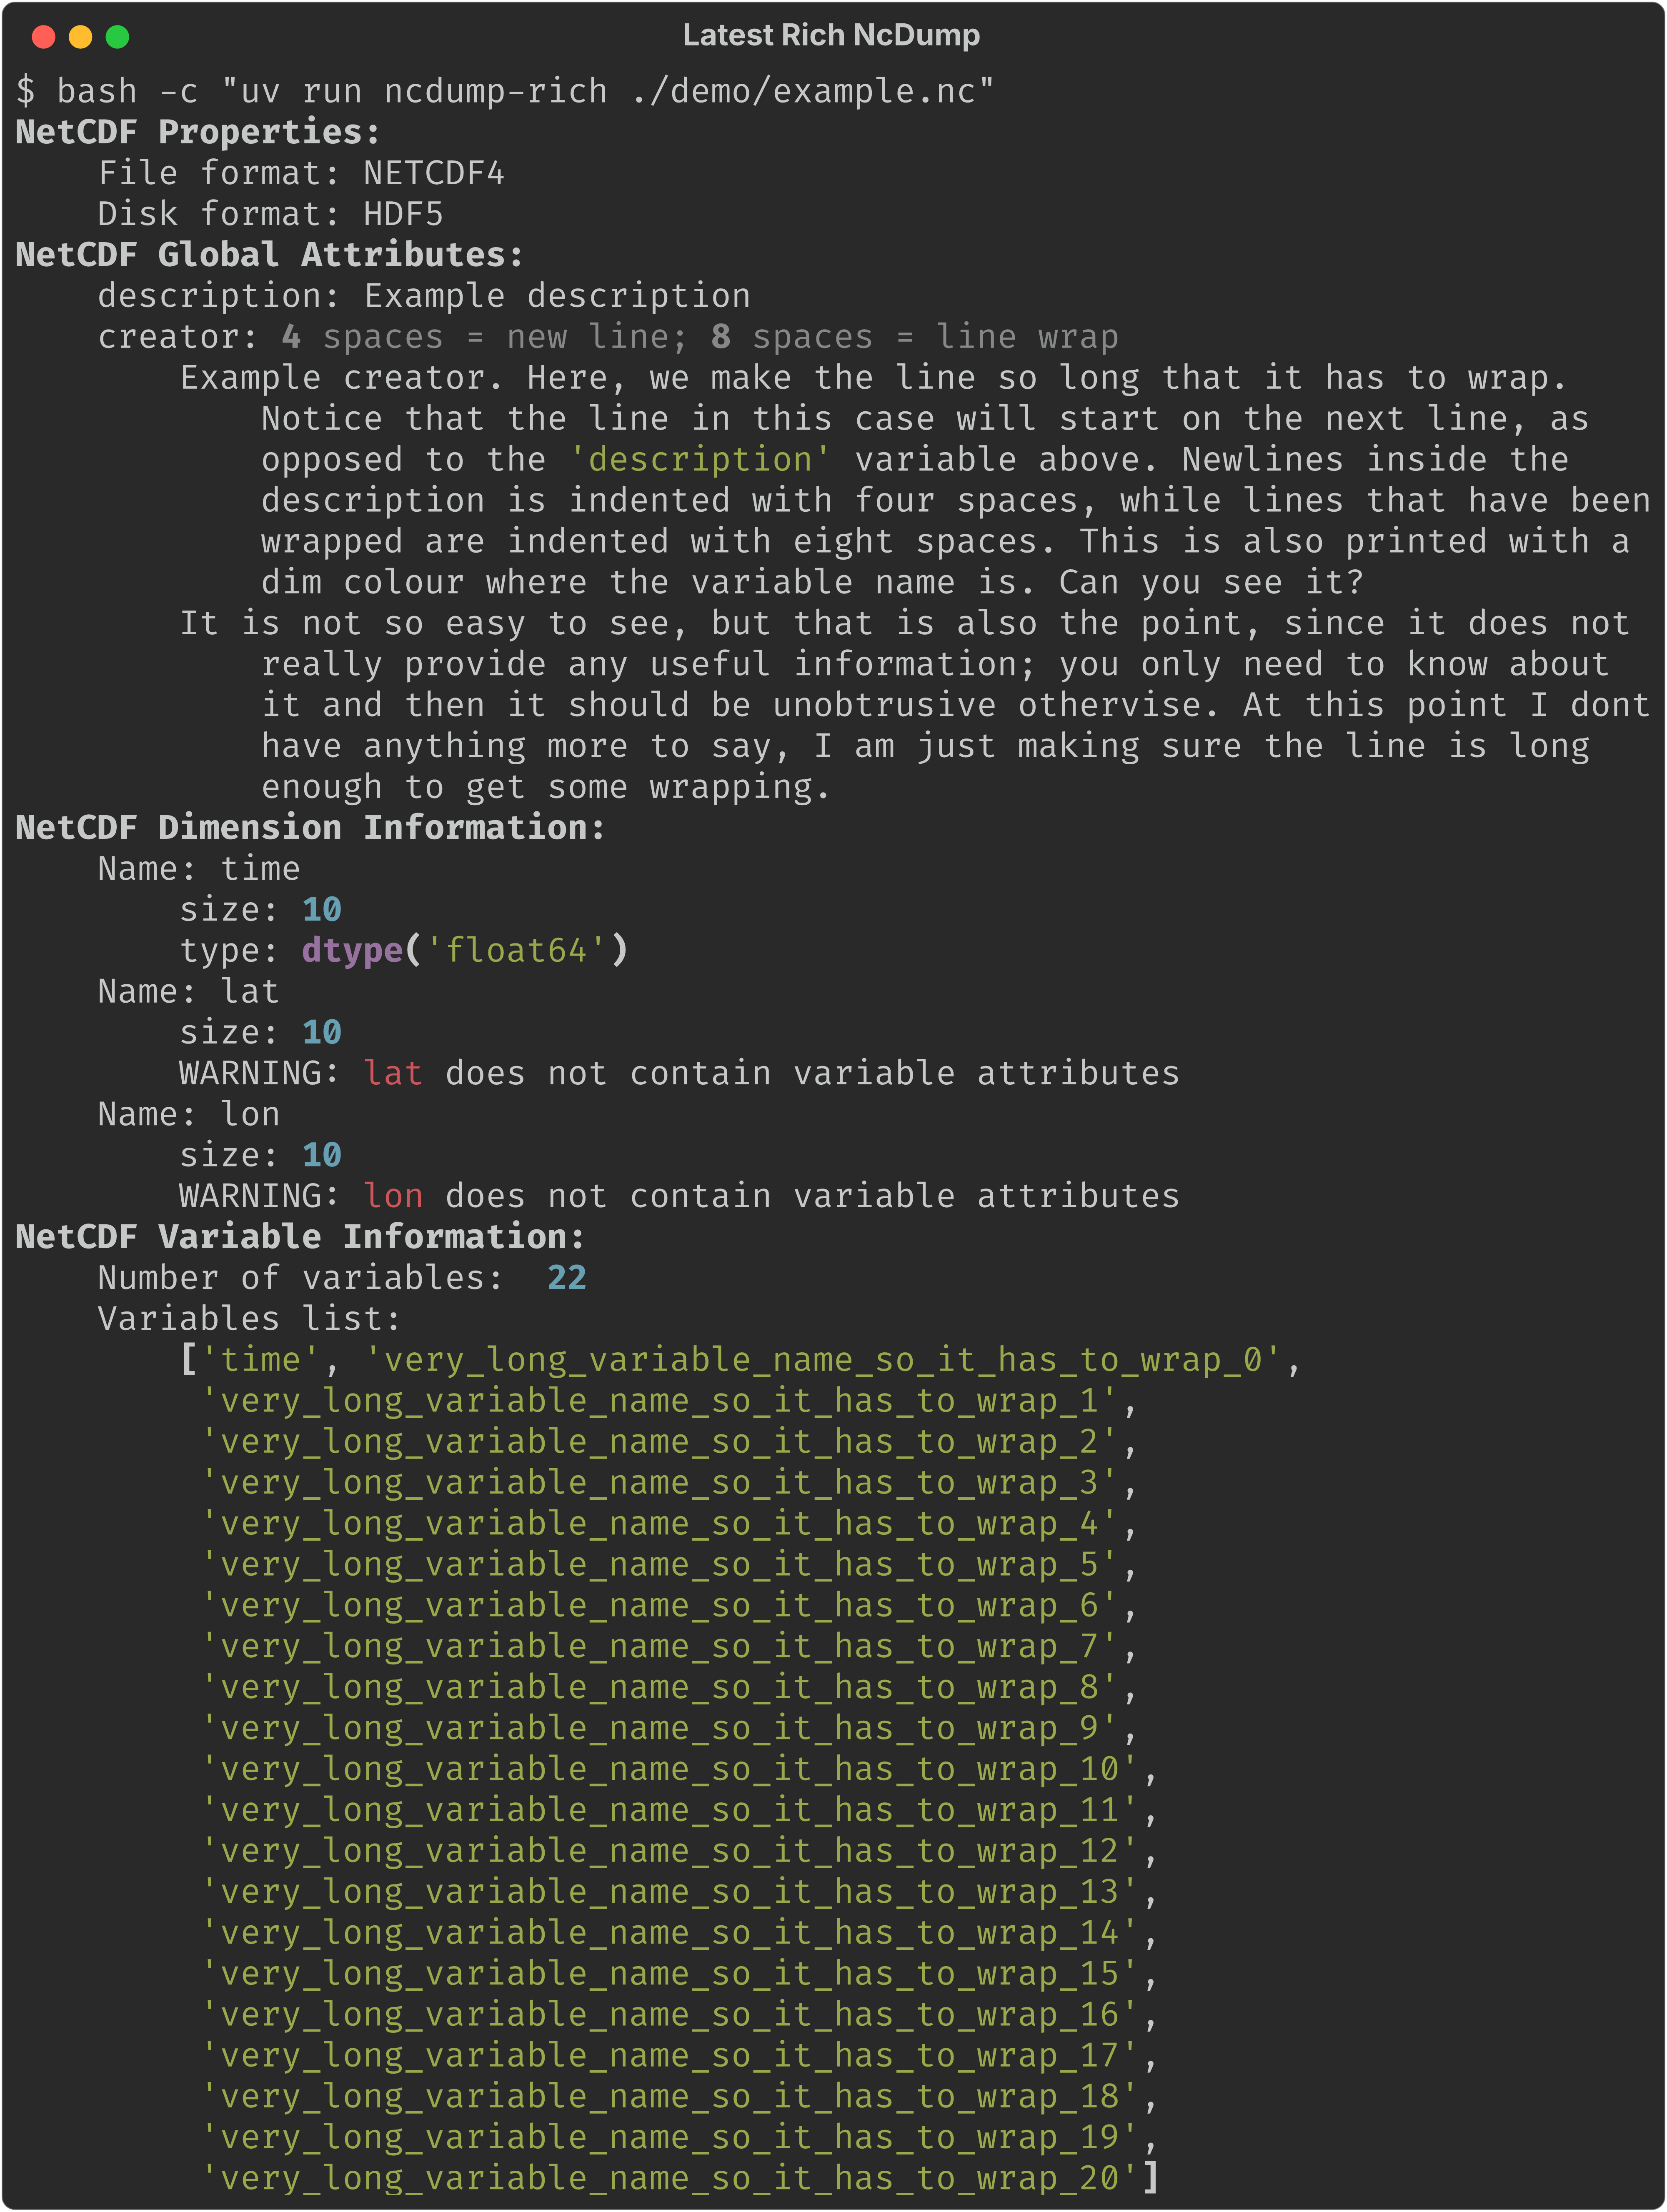 Latest Rich NcDump
$ bash -c "uv run ncdump-rich ./demo/example.nc"
NetCDF Properties:
    File format: NETCDF4
    Disk format: HDF5
NetCDF Global Attributes:
    description: Example description
    creator: 4 spaces = new line; 8 spaces = line wrap
        Example creator. Here, we make the line so long that it has to wrap.
            Notice that the line in this case will start on the next line, as
            opposed to the 'description' variable above. Newlines inside the
            description is indented with four spaces, while lines that have been
            wrapped are indented with eight spaces. This is also printed with a
            dim colour where the variable name is. Can you see it?
        It is not so easy to see, but that is also the point, since it does not
            really provide any useful information; you only need to know about
            it and then it should be unobtrusive othervise. At this point I dont
            have anything more to say, I am just making sure the line is long
            enough to get some wrapping.
NetCDF Dimension Information:
    Name: time
        size: 10
        type: dtype('float64')
    Name: lat
        size: 10
        WARNING: lat does not contain variable attributes
    Name: lon
        size: 10
        WARNING: lon does not contain variable attributes
NetCDF Variable Information:
    Number of variables:  22
    Variables list:
        ['time', 'very_long_variable_name_so_it_has_to_wrap_0',
         'very_long_variable_name_so_it_has_to_wrap_1',
         'very_long_variable_name_so_it_has_to_wrap_2',
         'very_long_variable_name_so_it_has_to_wrap_3',
         'very_long_variable_name_so_it_has_to_wrap_4',
         'very_long_variable_name_so_it_has_to_wrap_5',
         'very_long_variable_name_so_it_has_to_wrap_6',
         'very_long_variable_name_so_it_has_to_wrap_7',
         'very_long_variable_name_so_it_has_to_wrap_8',
         'very_long_variable_name_so_it_has_to_wrap_9',
         'very_long_variable_name_so_it_has_to_wrap_10',
         'very_long_variable_name_so_it_has_to_wrap_11',
         'very_long_variable_name_so_it_has_to_wrap_12',
         'very_long_variable_name_so_it_has_to_wrap_13',
         'very_long_variable_name_so_it_has_to_wrap_14',
         'very_long_variable_name_so_it_has_to_wrap_15',
         'very_long_variable_name_so_it_has_to_wrap_16',
         'very_long_variable_name_so_it_has_to_wrap_17',
         'very_long_variable_name_so_it_has_to_wrap_18',
         'very_long_variable_name_so_it_has_to_wrap_19',
         'very_long_variable_name_so_it_has_to_wrap_20']